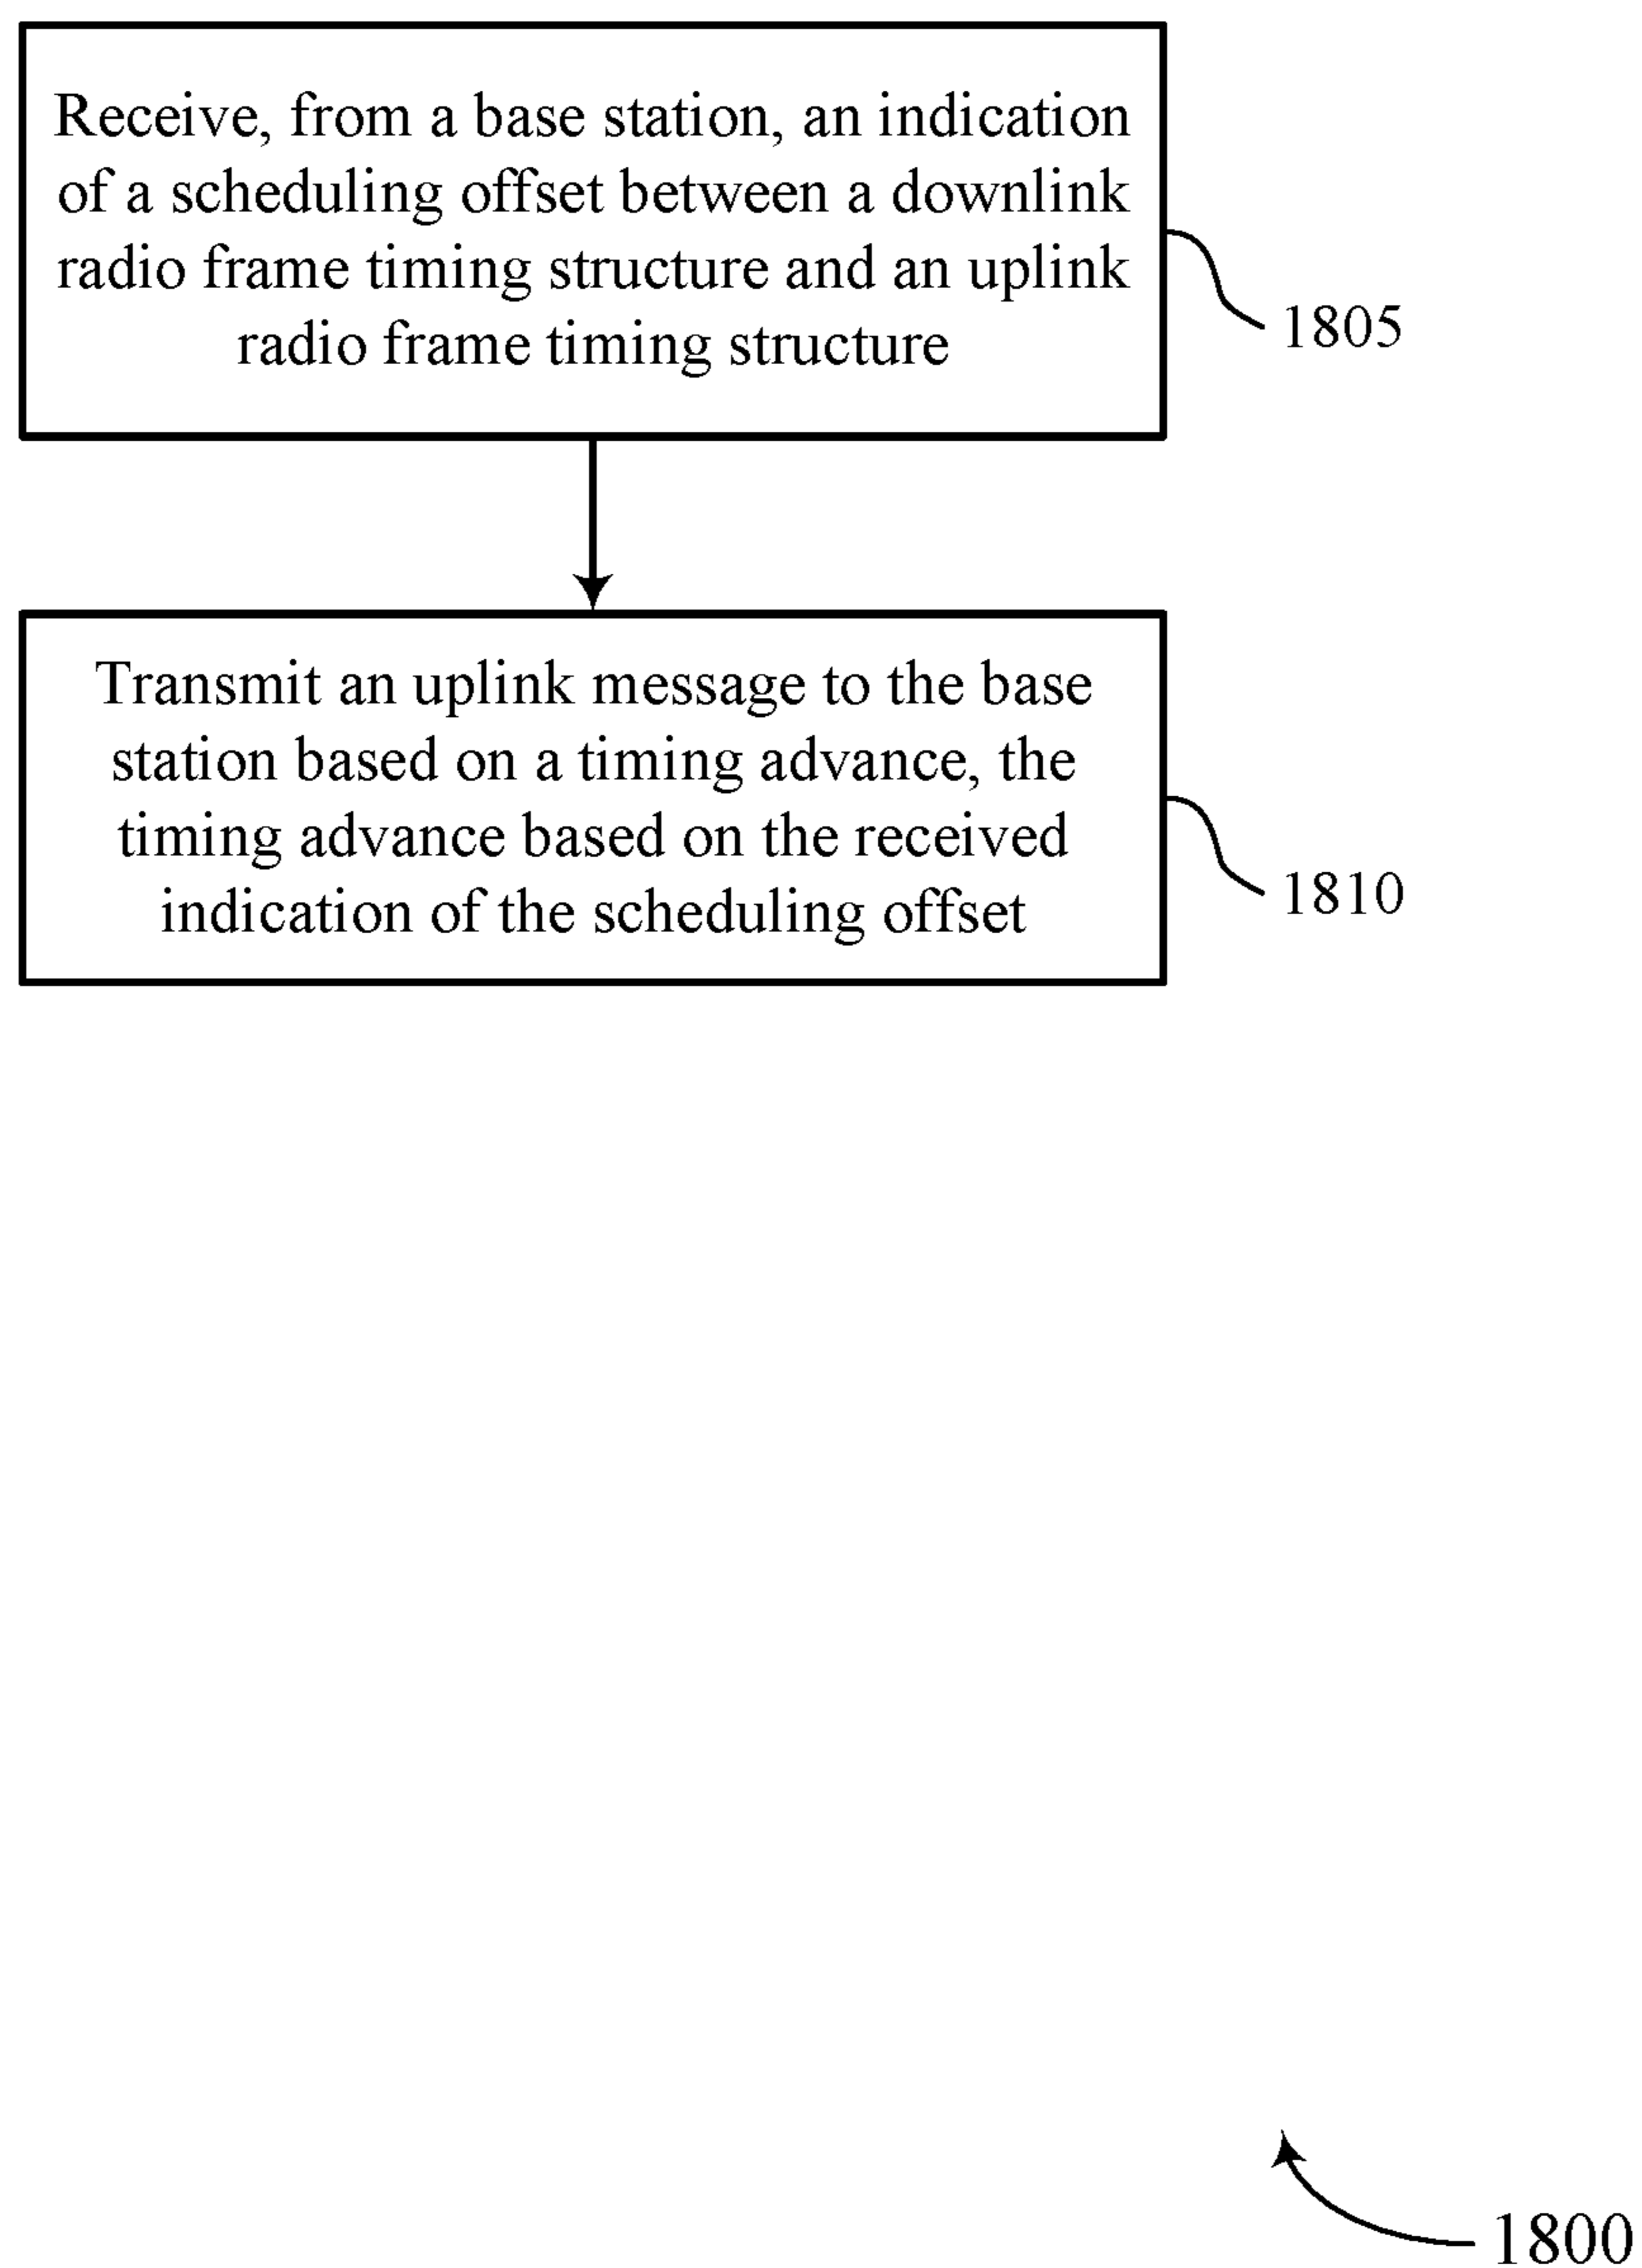 Receive, from a base station, an indication
of a scheduling offset between a downlink
radio frame timing structure and an uplink
radio frame timing structure
1805
Transmit an uplink message to the base
station based on a timing advance, the
timing advance based on the received
indication of the scheduling offset
1810
1800